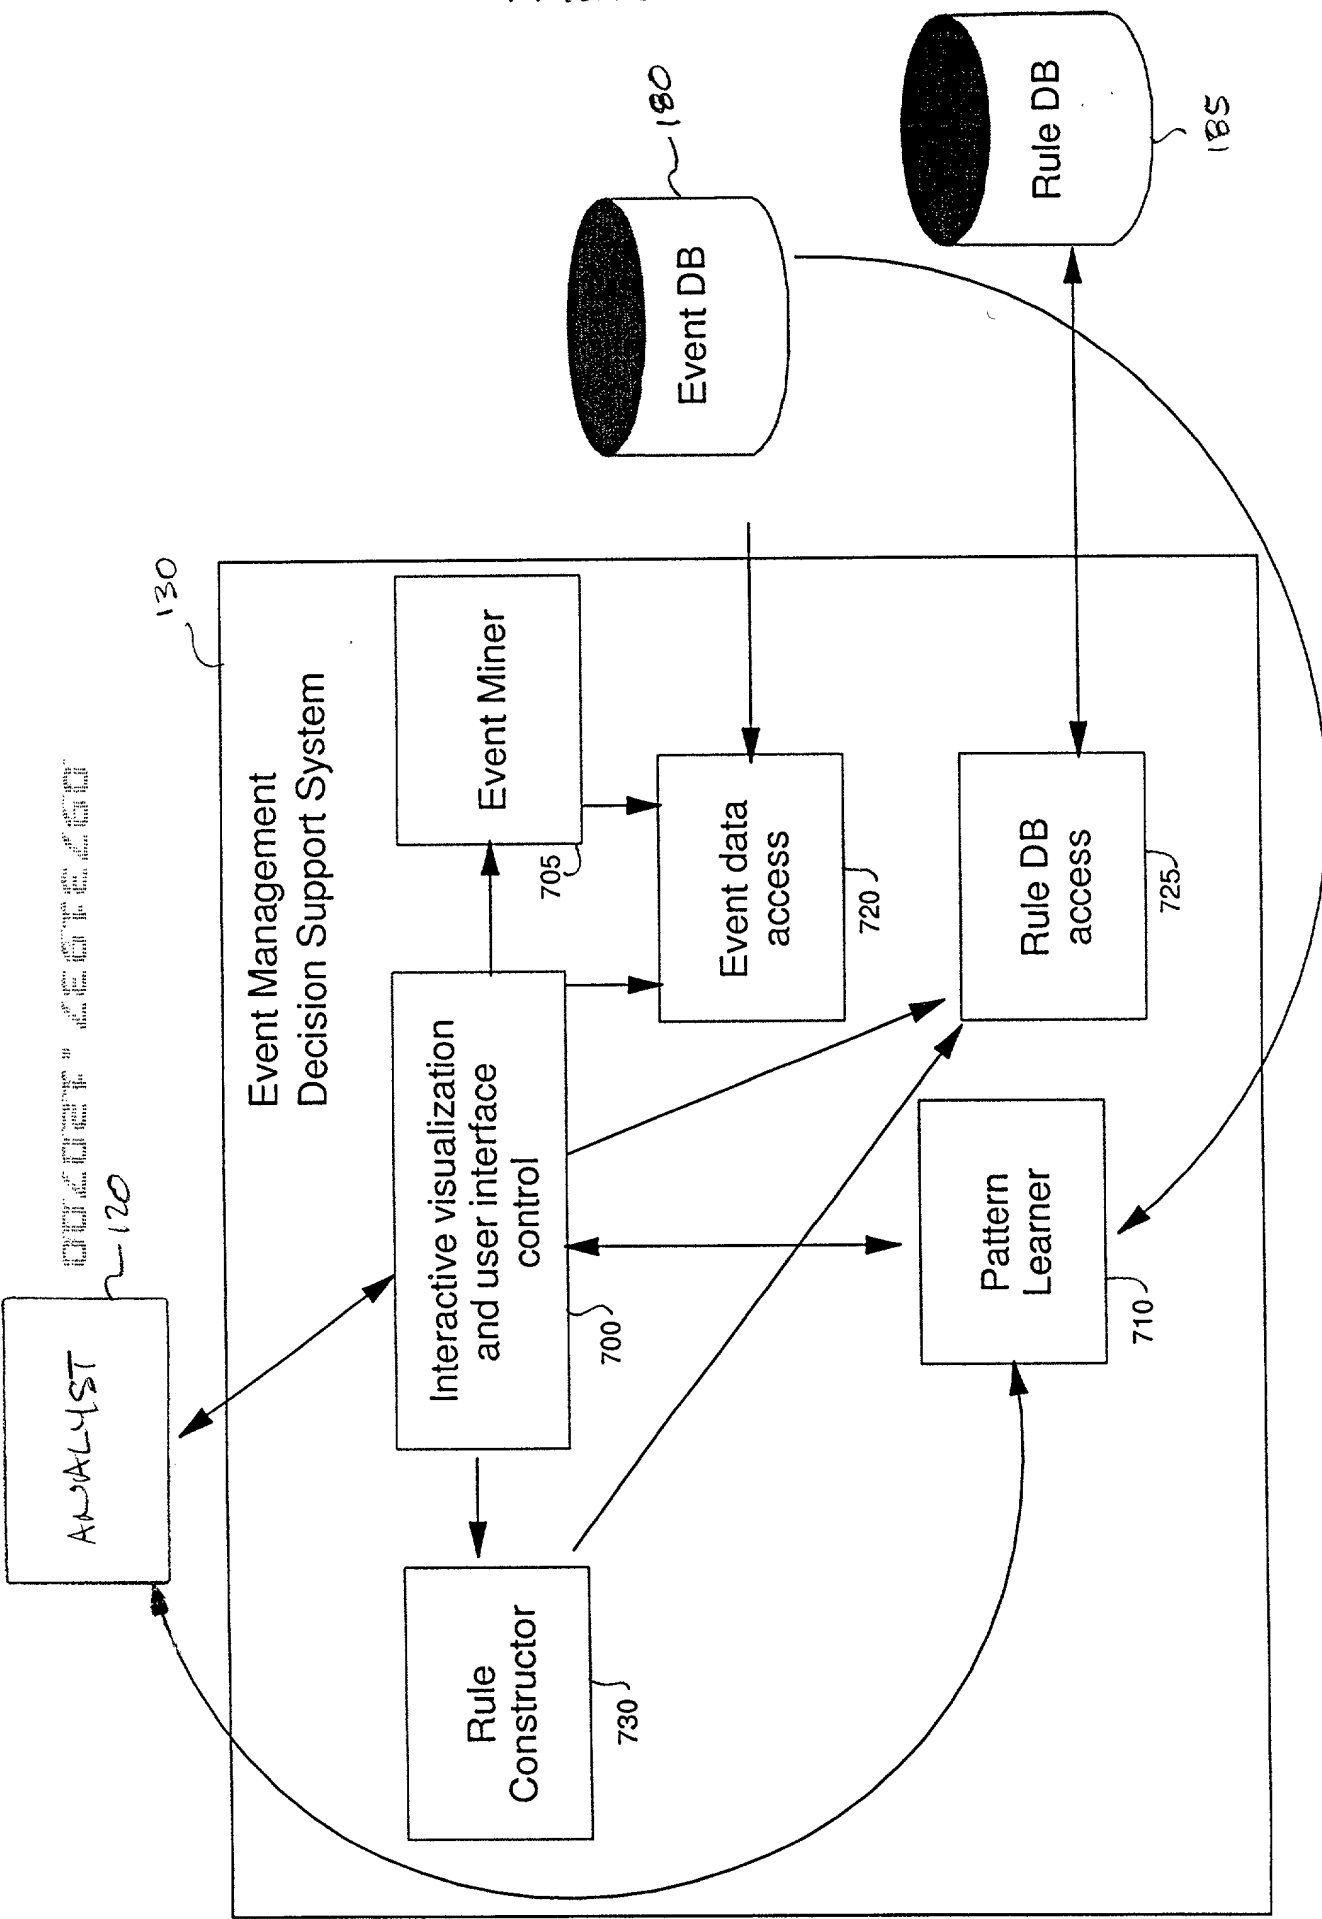 ANALYST
120
130
Event Management
Decision Support System
Rule
Constructor
730
Interactive visualization
and user interface
control
700
Event Miner
705
Event data
access
720
Pattern
Learner
710
Rule DB
access
725
Event DB
180
Rule DB
185